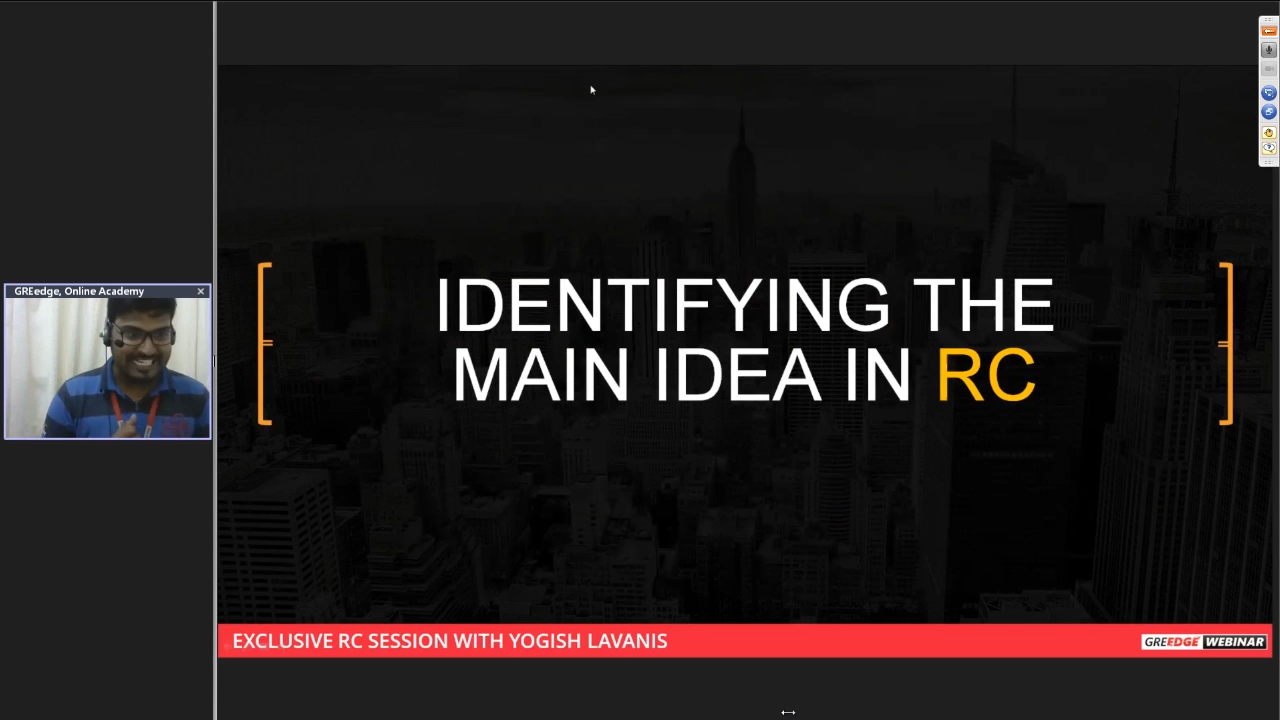 GREedge, Online Academy
IDENTIFYING THE
MAIN IDEA IN RC
EXCLUSIVE RC SESSION WITH YOGISH LAVANIS
GREEDGE WEBINAR